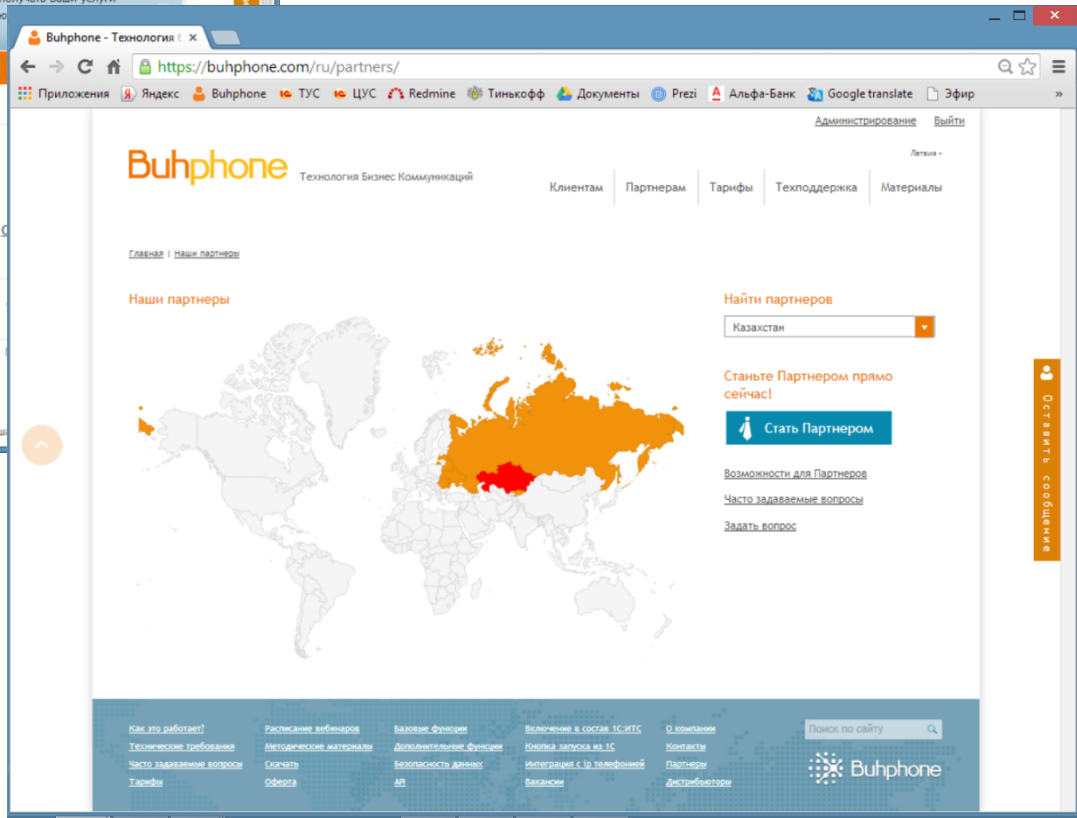 получать ваши услуги
Buhphone - Технология
https://buhphone.com/ru/partners/
Приложения Яндекс Buhphone ТУС ЦУС Redmine Тинькофф Документы Prezi Альфа-Банк Google translate Эфир »
Администрирование Выйти
Латвия
Buhphone Технология Бизнес Коммуникаций
Клиентам Партнерам Тарифы Техподдержка Материалы
Главная | Наши партнеры
Наши партнеры
Найти партнеров
Казахстан
Станьте Партнером прямо
сейчас!
Стать Партнером
Возможности для Партнеров
Часто задаваемые вопросы
Задать вопрос
Оставить сообщение
Как это работает? Расписание вебинаров Базовые функции Включение в состав 1С:ИТС О компании Поиск по сайту
Технические требования Методические материалы Дополнительные функции Кнопка запуска из 1С Контакты
Часто задаваемые вопросы Скачать Безопасность данных Интеграция с ip телефонией Партнеры
Тарифы Оферта API Вакансии Дистрибьюторы
Buhphone